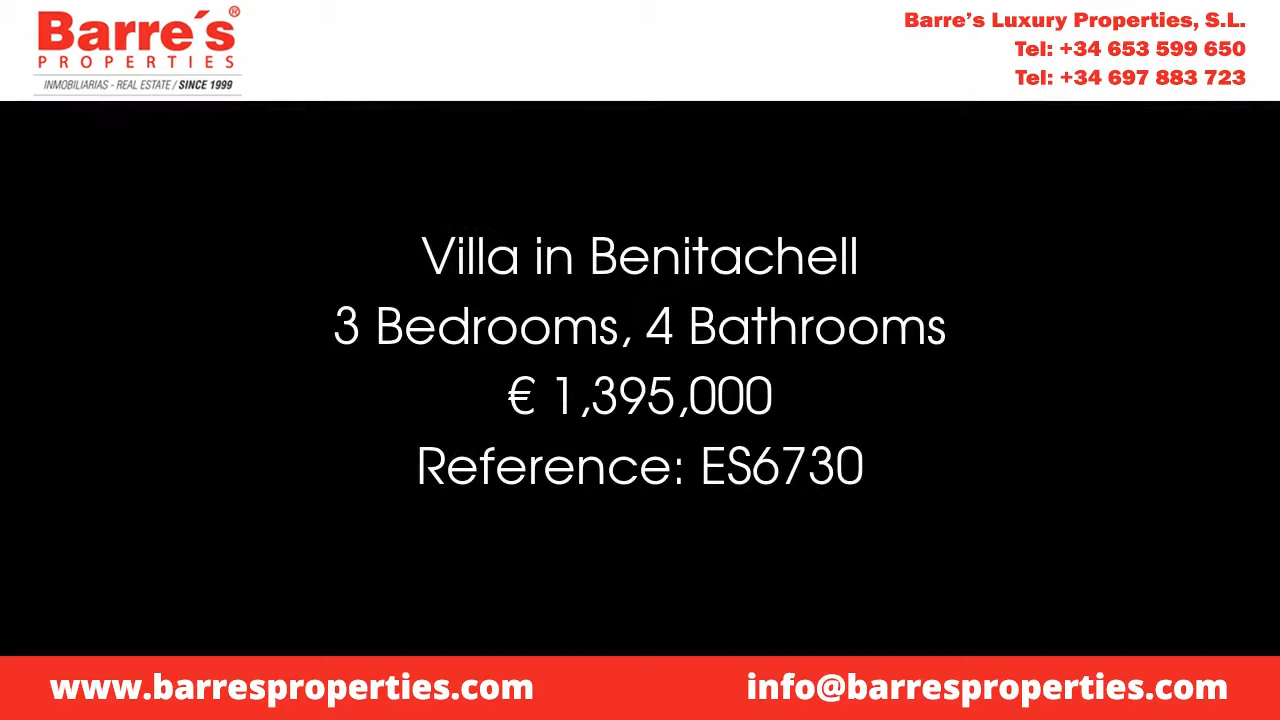 Barre´s®
PROPERTIES
INMOBILIARIAS - REAL ESTATE / SINCE 1999
Barre’s Luxury Properties, S.L.
Tel: +34 653 599 650
Tel: +34 697 883 723
Villa in Benitachell
3 Bedrooms, 4 Bathrooms
€ 1,395,000
Reference: ES6730
www.barresproperties.com
info@barresproperties.com